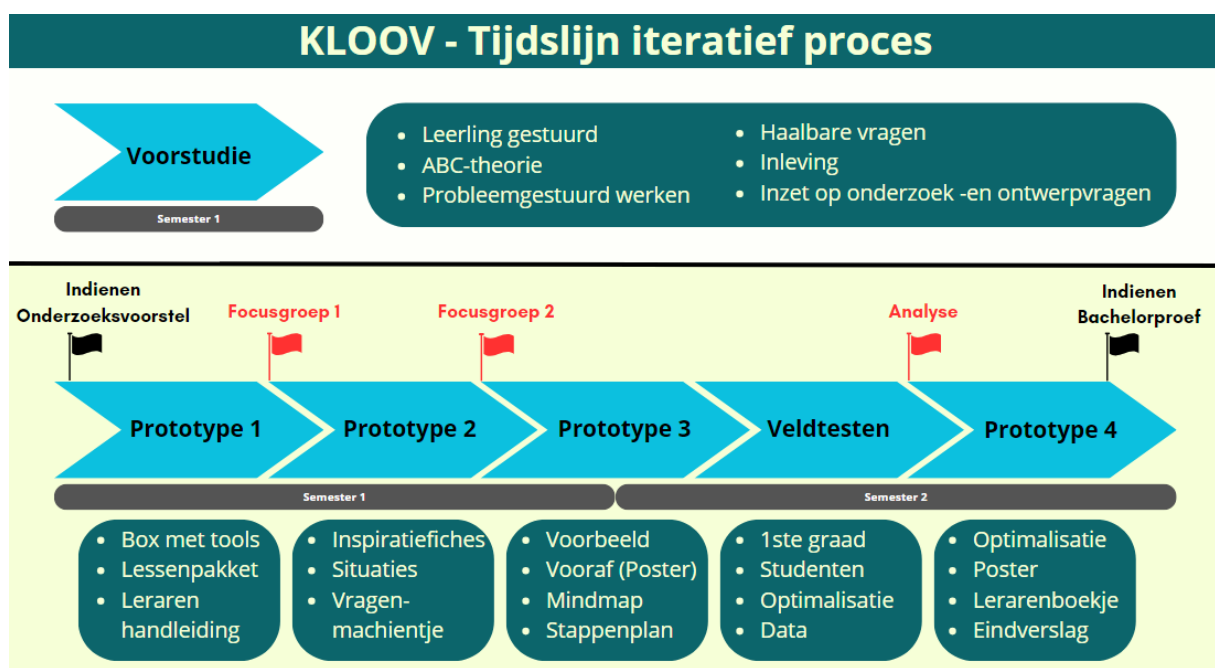 KLOOV - Tijdslijn iteratief proces
Voorstudie
Semester 1
• Leerling gestuurd
• ABC-theorie
• Probleemgestuurd werken
• Haalbare vragen
• Inleving
• Inzet op onderzoek -en ontwerpvragen
Indienen
Onderzoeksvoorstel
Focusgroep 1
Focusgroep 2
Analyse
Indienen
Bachelorproef
Prototype 1
Prototype 2
Prototype 3
Veldtesten
Prototype 4
Semester 1
Semester 2
• Box met tools
• Lessenpakket
• Leraren
handleiding
• Inspiratiefiches
• Situaties
• Vragen-
machientje
• Voorbeeld
• Vooraf (Poster)
• Mindmap
• Stappenplan
• 1ste graad
• Studenten
• Optimalisatie
• Data
• Optimalisatie
• Poster
• Lerarenboekje
• Eindverslag